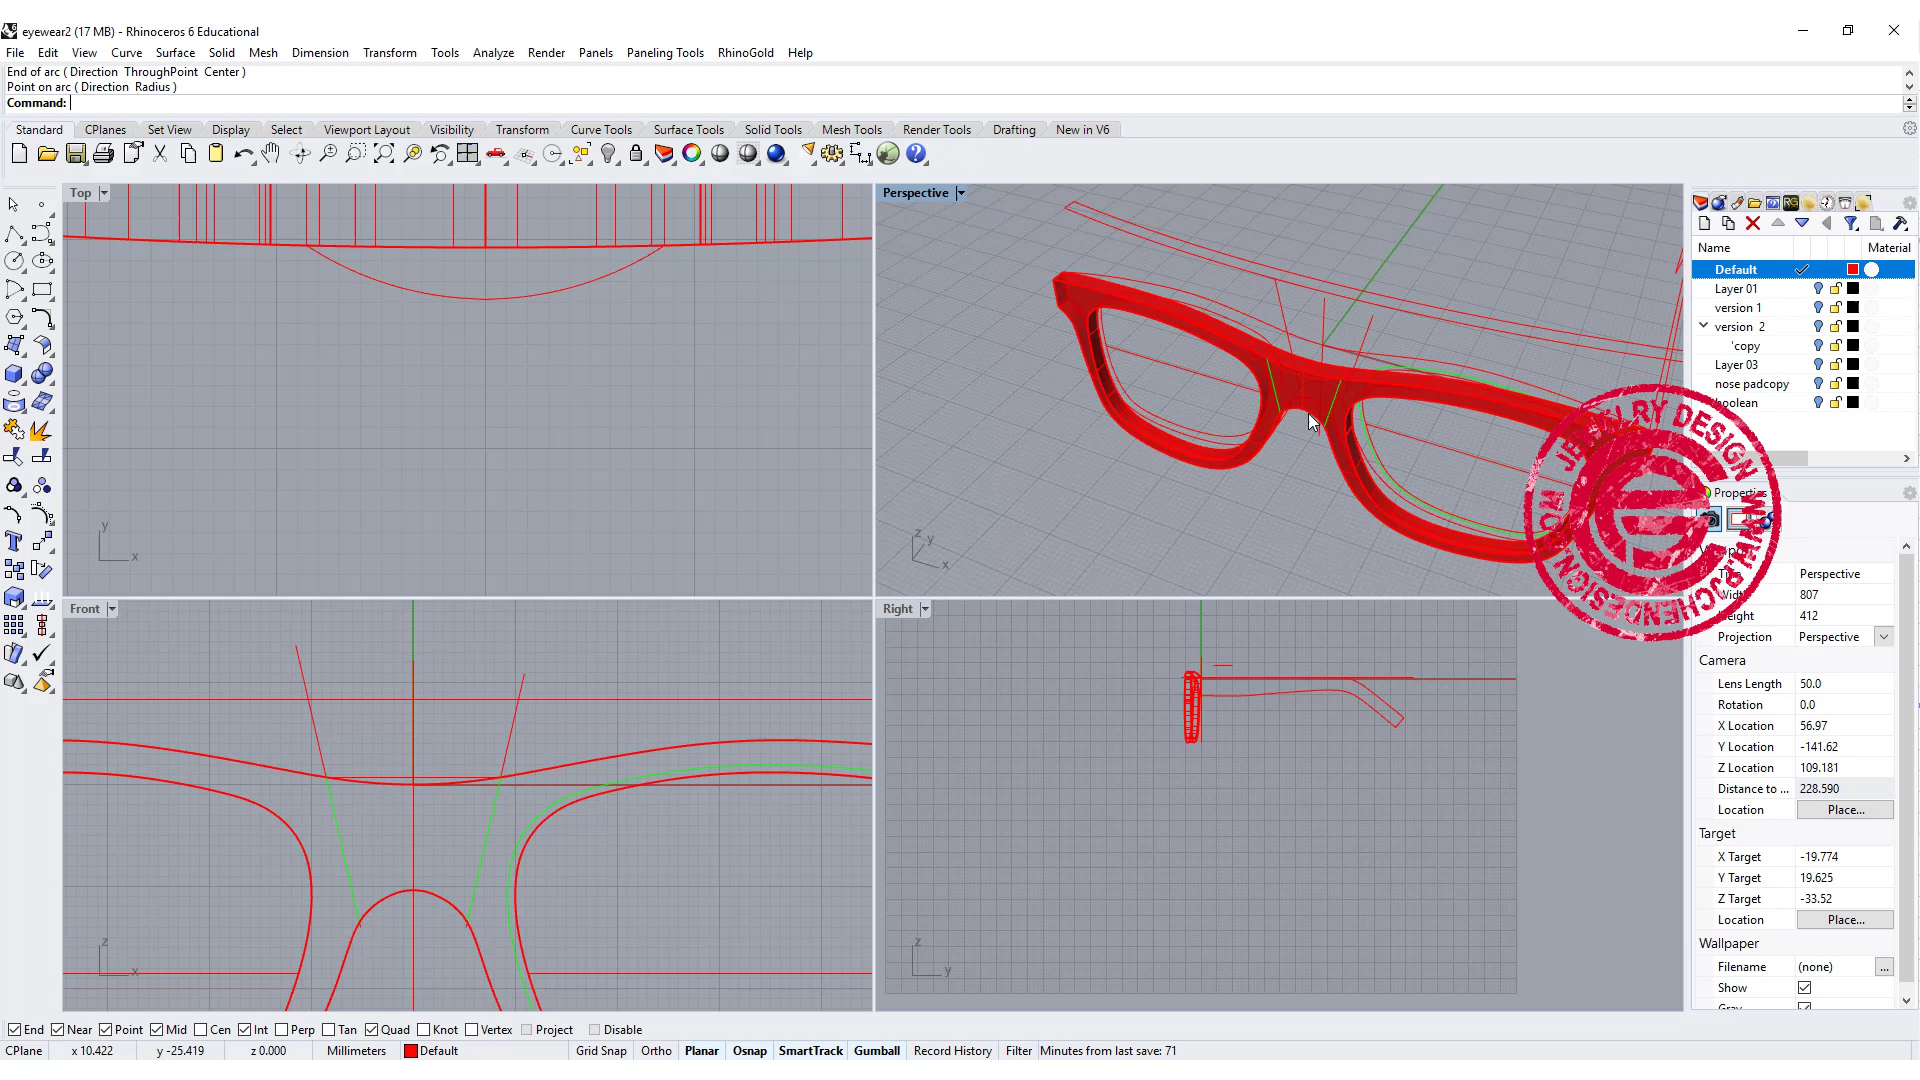 eyewear2 (17 MB) - Rhinoceros 6 Educational
File Edit View Curve Surface Solid Mesh Dimension Transform Tools Analyze Render Panels Paneling Tools RhinoGold Help
End of arc ( Direction ThroughPoint Center )
Point on arc ( Direction Radius )
Command:
Standard CPlanes Set View Display Select Viewport Layout Visibility Transform Curve Tools Surface Tools Solid Tools Mesh Tools Render Tools Drafting New in V6
Top
Perspective
Name Material
Default
Layer 01
version 1
version 2
'copy
Layer 03
nose padcopy
boolean
JEWELRY DESIGN WWW.PJCHENDESIGN.COM
Properties
Perspective
807
Height 412
Projection Perspective
Camera
Lens Length 50.0
Rotation 0.0
X Location 56.97
Y Location -141.62
Z Location 109.181
Distance to ... 228.590
Location Place...
Target
X Target -19.774
Y Target 19.625
Z Target -33.52
Location Place...
Wallpaper
Filename (none) ...
Show
Gray
y
x
z y
x
Front
Right
z
x
z
y
End Near Point Mid Cen Int Perp Tan Quad Knot Vertex Project Disable
CPlane x 10.422 y -25.419 z 0.000 Millimeters Default Grid Snap Ortho Planar Osnap SmartTrack Gumball Record History Filter Minutes from last save: 71